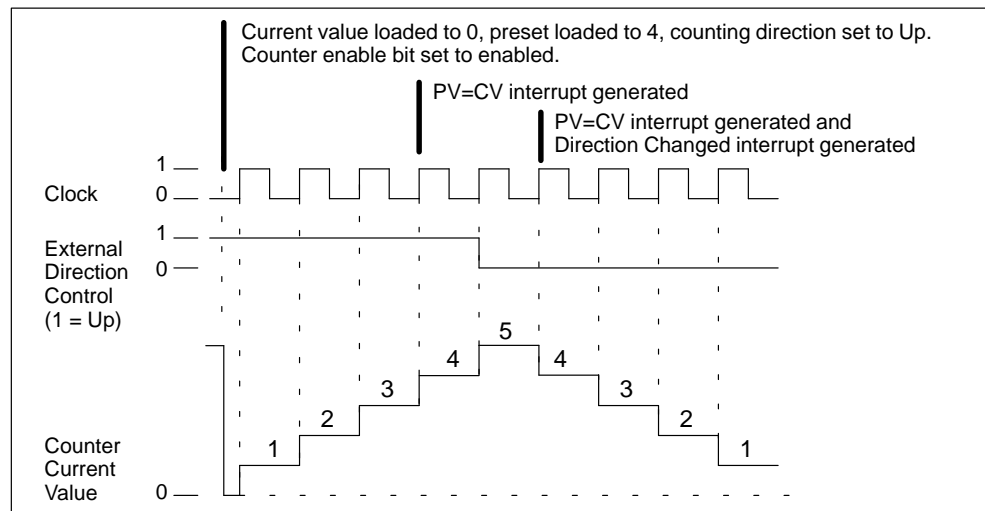 Current value loaded to 0, preset loaded to 4, counting direction set to Up.
Counter enable bit set to enabled.
PV=CV interrupt generated
PV=CV interrupt generated and
Direction Changed interrupt generated
1
Clock
0
1
External
Direction
0
Control
(1 = Up)
5
4
4
3
3
2
2
1
1
Counter
Current
Value
0